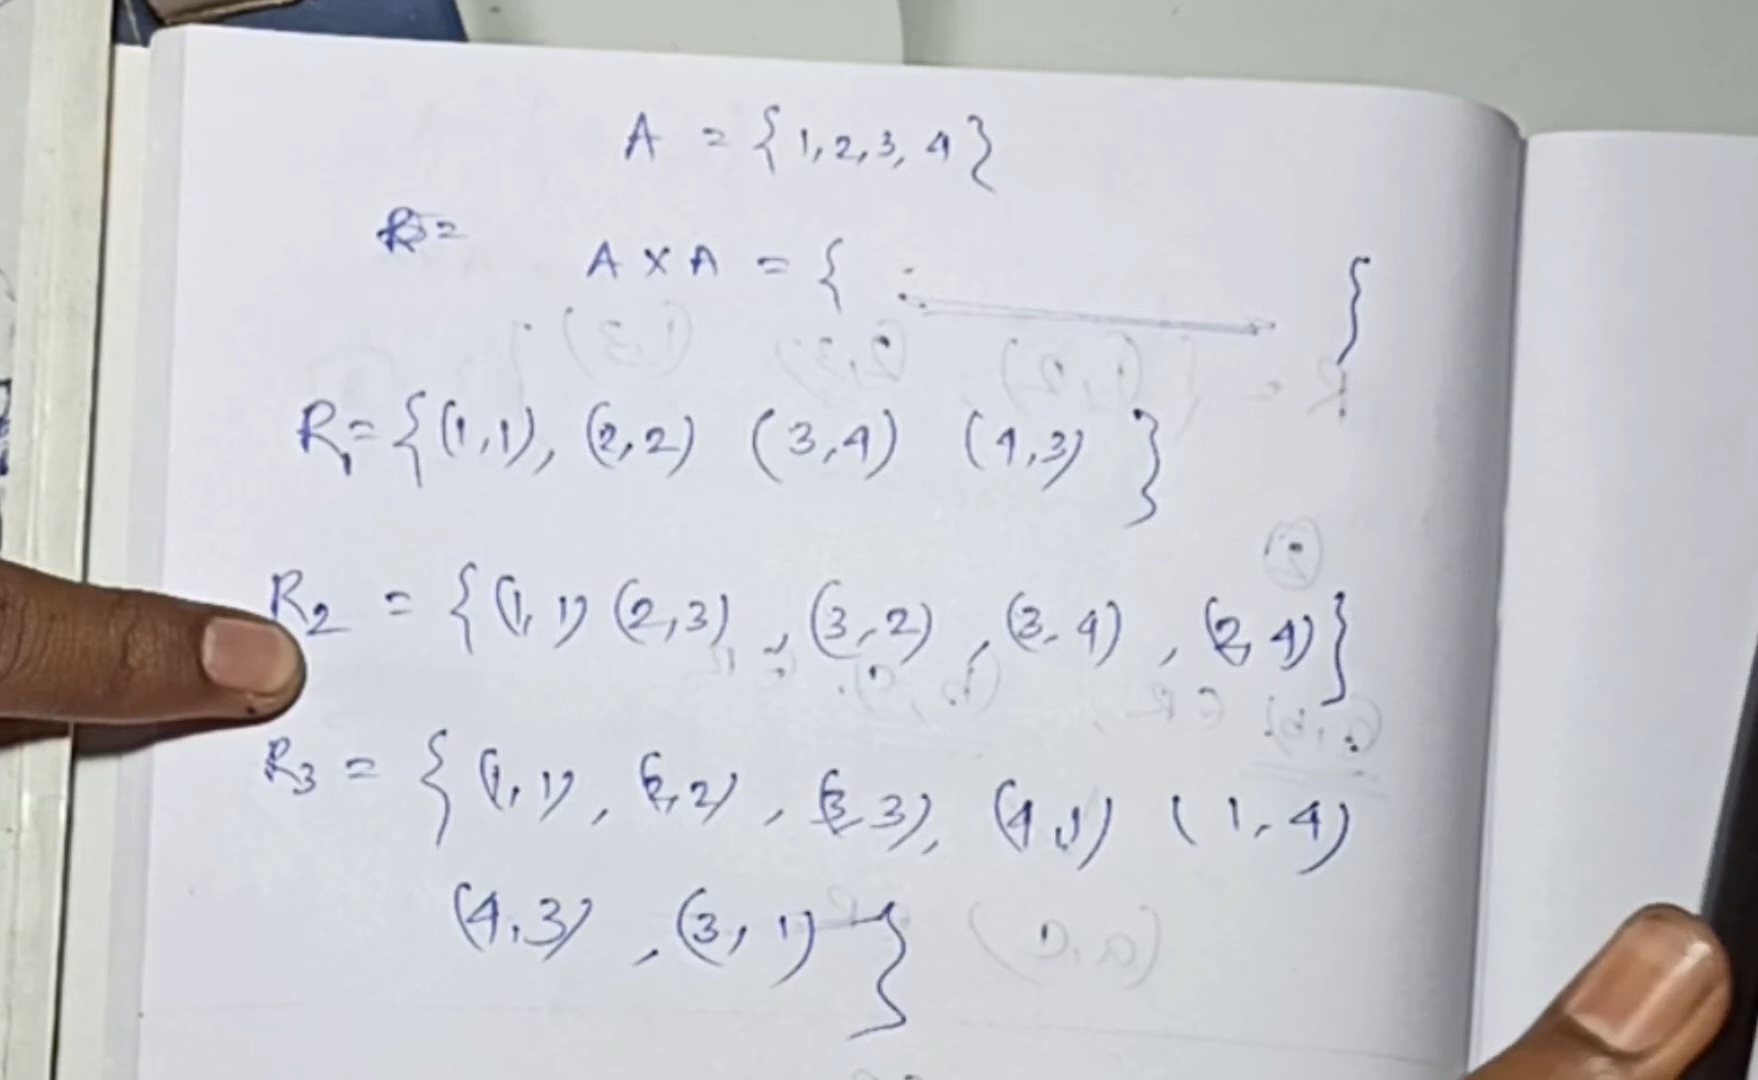 A = {1,2,3,4}
R =
A × A = { }
R₁ = {(1,1), (2,2) (3,4) (4,3) }
R₂ = {(1,1) (2,3), (3,2), (3,4), (2,4)}
R₃ = { (1,1), (2,2), (3,3), (4,1) (1,4)
(4,3), (3,1) }